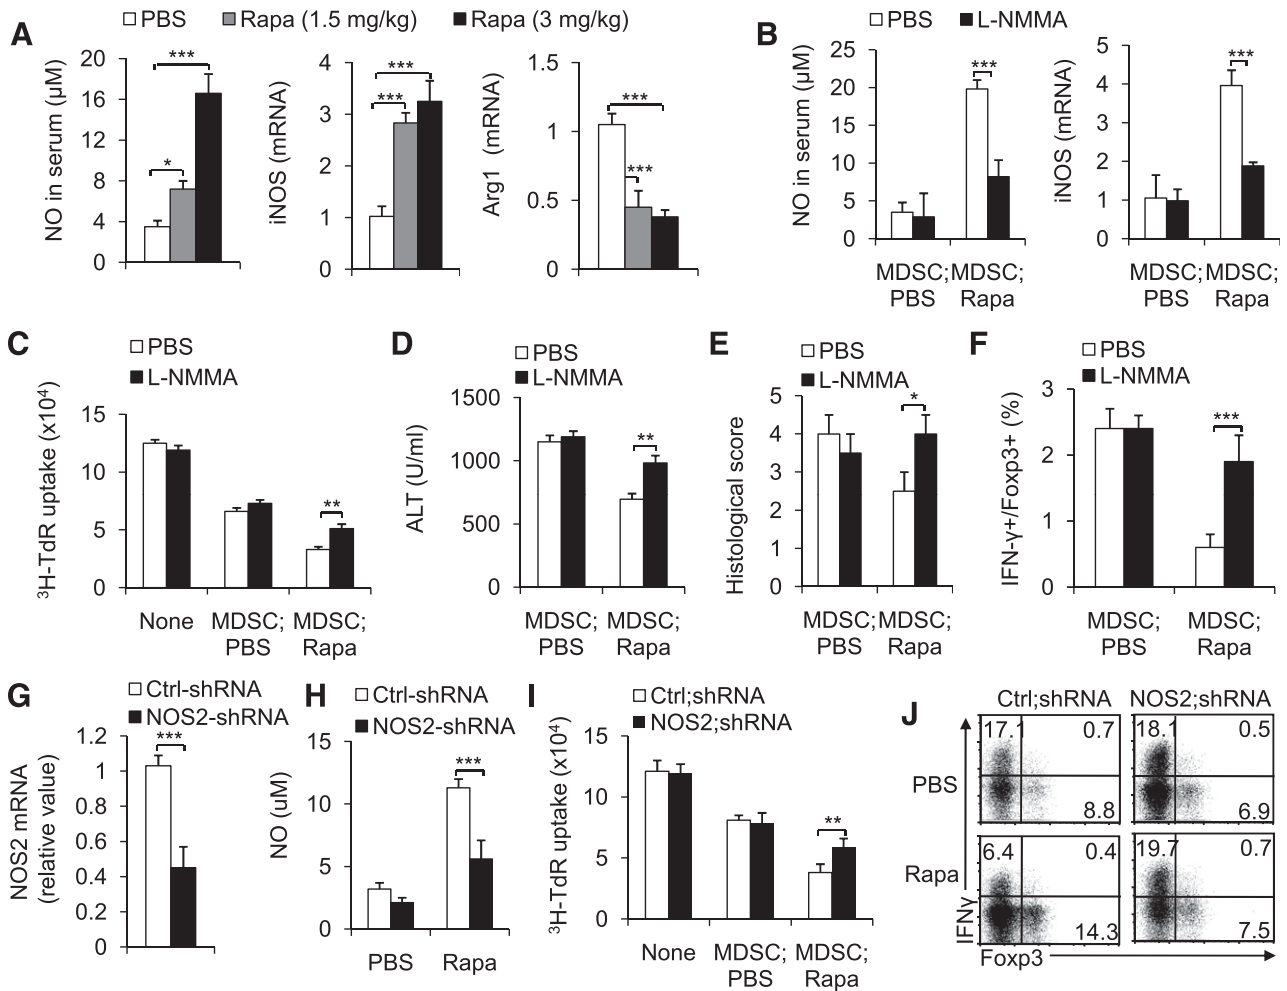 A
PBS Rapa (1.5 mg/kg) Rapa (3 mg/kg)
NO in serum (µM)
20
16
12
8
4
0
***
*
iNOS (mRNA)
4
3
2
1
0
***
***
Arg1 (mRNA)
1.5
1
0.5
0
***
***
B
PBS L-NMMA
NO in serum (µM)
25
20
15
10
5
0
***
MDSC; MDSC;
PBS Rapa
iNOS (mRNA)
5
4
3
2
1
0
***
MDSC; MDSC;
PBS Rapa
C
PBS
L-NMMA
³H-TdR uptake (x10⁴)
15
10
5
0
**
None MDSC; MDSC;
PBS Rapa
D
PBS
L-NMMA
ALT (U/ml)
1500
1000
500
0
**
MDSC; MDSC;
PBS Rapa
E
PBS
L-NMMA
Histological score
5
4
3
2
1
0
*
MDSC; MDSC;
PBS Rapa
F
PBS
L-NMMA
IFN-γ+/Foxp3+ (%)
3
2
1
0
***
MDSC; MDSC;
PBS Rapa
G
Ctrl-shRNA
NOS2-shRNA
NOS2 mRNA
(relative value)
1.2
1
0.8
0.6
0.4
0.2
0
***
H
Ctrl-shRNA
NOS2-shRNA
NO (uM)
15
10
5
0
***
PBS Rapa
I
Ctrl;shRNA
NOS2;shRNA
³H-TdR uptake (x10⁴)
15
10
5
0
**
None MDSC; MDSC;
PBS Rapa
J
Ctrl;shRNA NOS2;shRNA
PBS
17.1 0.7
8.8
18.1 0.5
6.9
Rapa
6.4 0.4
14.3
19.7 0.7
7.5
IFNγ
Foxp3